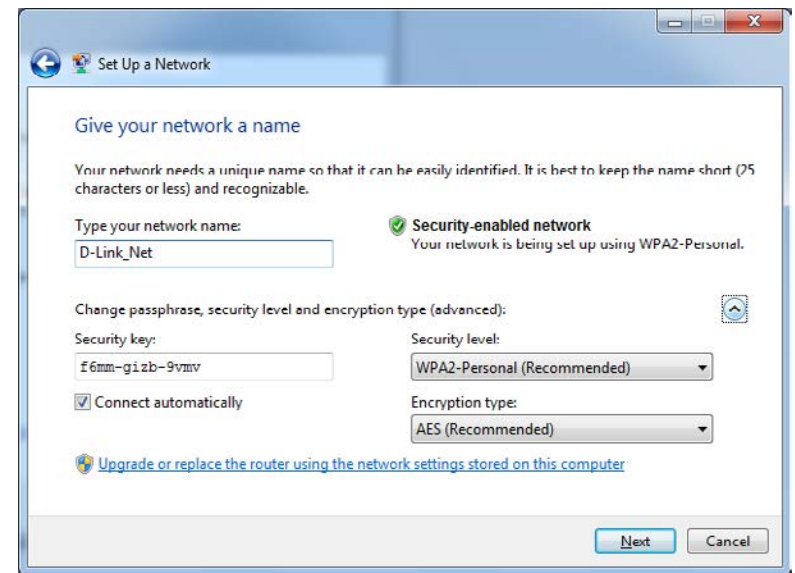 Set Up a Network
Give your network a name
Your network needs a unique name so that it can be easily identified. It is best to keep the name short (25
characters or less) and recognizable.
Type your network name:
Security-enabled network
D-Link_Net
Your network is being set up using WPA2-Personal.
Change passphrase, security level and encryption type (advanced):
Security key:
Security level:
f6mm-gizb-9vmv
WPA2-Personal (Recommended)
Connect automatically
Encryption type:
AES (Recommended)
Upgrade or replace the router using the network settings stored on this computer
Next
Cancel